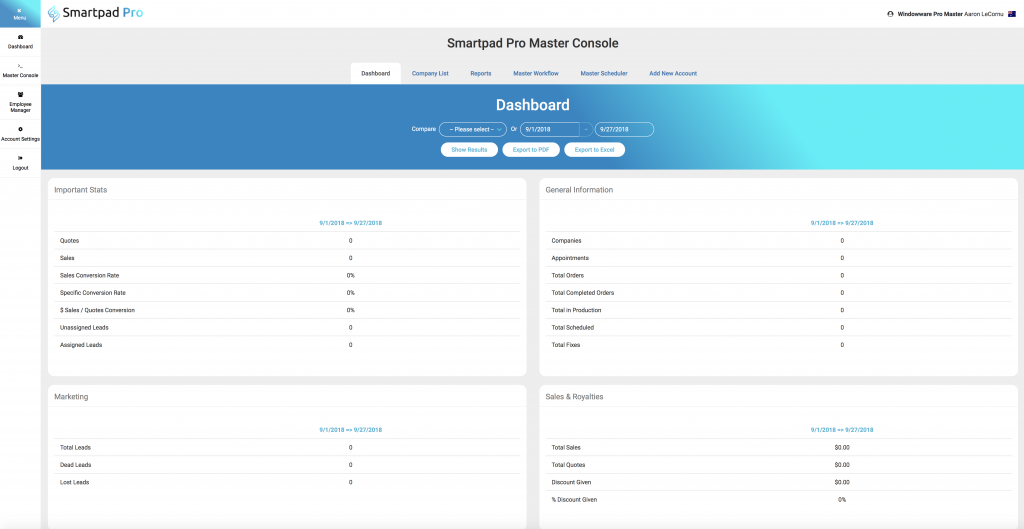 Menu
Smartpad Pro
Windowware Pro Master Aaron LeCornu
Dashboard
Master Console
Employee
Manager
Account Settings
Logout
Smartpad Pro Master Console
Dashboard Company List Reports Master Workflow Master Scheduler Add New Account
Dashboard
Compare -- Please select -- Or 9/1/2018 - 9/27/2018
Show Results Export to PDF Export to Excel
Important Stats
9/1/2018 => 9/27/2018
Quotes 0
Sales 0
Sales Conversion Rate 0%
Specific Conversion Rate 0%
$ Sales / Quotes Conversion 0%
Unassigned Leads 0
Assigned Leads 0
General Information
9/1/2018 => 9/27/2018
Companies 0
Appointments 0
Total Orders 0
Total Completed Orders 0
Total in Production 0
Total Scheduled 0
Total Fixes 0
Marketing
9/1/2018 => 9/27/2018
Total Leads 0
Dead Leads 0
Lost Leads 0
Sales & Royalties
9/1/2018 => 9/27/2018
Total Sales $0.00
Total Quotes $0.00
Discount Given $0.00
% Discount Given 0%